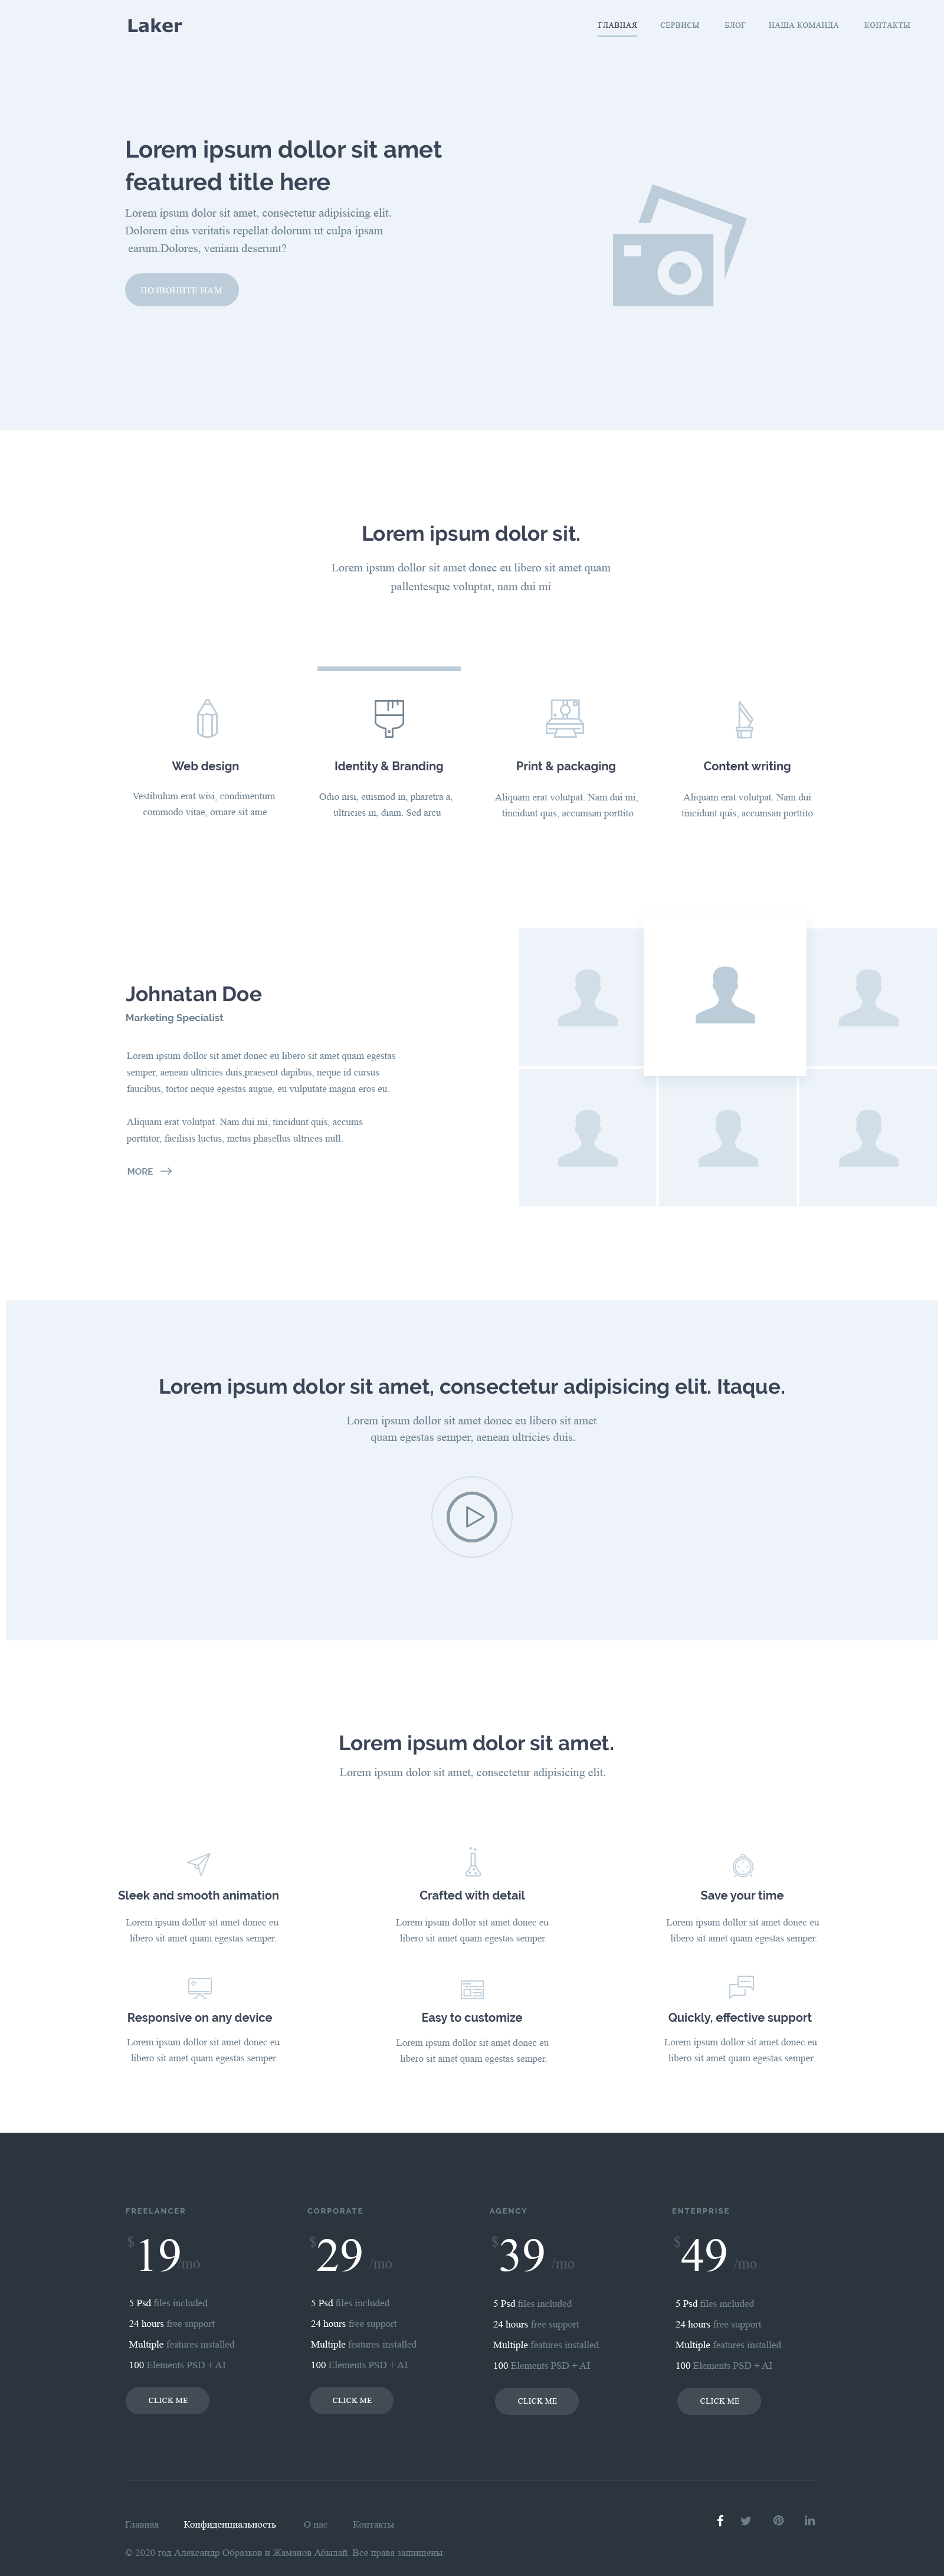 Laker
ГЛАВНАЯ СЕРВИСЫ БЛОГ НАША КОМАНДА КОНТАКТЫ
Lorem ipsum dollor sit amet
featured title here
Lorem ipsum dolor sit amet, consectetur adipisicing elit.
Dolorem eius veritatis repellat dolorum ut culpa ipsam
earum.Dolores, veniam deserunt?
ПОЗВОНИТЕ НАМ
Lorem ipsum dolor sit.
Lorem ipsum dollor sit amet donec eu libero sit amet quam
pallentesque voluptat, nam dui mi
Web design
Vestibulum erat wisi, condimentum
commodo vitae, ornare sit ame
Identity & Branding
Odio nisi, euismod in, pharetra a,
ultricies in, diam. Sed arcu
Print & packaging
Aliquam erat volutpat. Nam dui mi,
tincidunt quis, accumsan porttito
Content writing
Aliquam erat volutpat. Nam dui
tincidunt quis, accumsan porttito
Johnatan Doe
Marketing Specialist
Lorem ipsum dollor sit amet donec eu libero sit amet quam egestas
semper, aenean ultricies duis,praesent dapibus, neque id cursus
faucibus, tortor neque egestas augue, eu vulputate magna eros eu.
Aliquam erat volutpat. Nam dui mi, tincidunt quis, accums
porttitor, facilisis luctus, metus phasellus ultrices null.
MORE
Lorem ipsum dolor sit amet, consectetur adipisicing elit. Itaque.
Lorem ipsum dollor sit amet donec eu libero sit amet
quam egestas semper, aenean ultricies duis.
Lorem ipsum dolor sit amet.
Lorem ipsum dolor sit amet, consectetur adipisicing elit.
Sleek and smooth animation
Lorem ipsum dollor sit amet donec eu
libero sit amet quam egestas semper.
Crafted with detail
Lorem ipsum dollor sit amet donec eu
libero sit amet quam egestas semper.
Save your time
Lorem ipsum dollor sit amet donec eu
libero sit amet quam egestas semper.
Responsive on any device
Lorem ipsum dollor sit amet donec eu
libero sit amet quam egestas semper.
Easy to customize
Lorem ipsum dollor sit amet donec eu
libero sit amet quam egestas semper.
Quickly, effective support
Lorem ipsum dollor sit amet donec eu
libero sit amet quam egestas semper.
FREELANCER
$19/mo
5 Psd files included
24 hours free support
Multiple features installed
100 Elements PSD + AI
CLICK ME
CORPORATE
$29 /mo
5 Psd files included
24 hours free support
Multiple features installed
100 Elements PSD + AI
CLICK ME
AGENCY
$39 /mo
5 Psd files included
24 hours free support
Multiple features installed
100 Elements PSD + AI
CLICK ME
ENTERPRISE
$49 /mo
5 Psd files included
24 hours free support
Multiple features installed
100 Elements PSD + AI
CLICK ME
Главная Конфиденциальность О нас Контакты
© 2020 год Александр Образков и Жаманов Абылай. Все права защищены